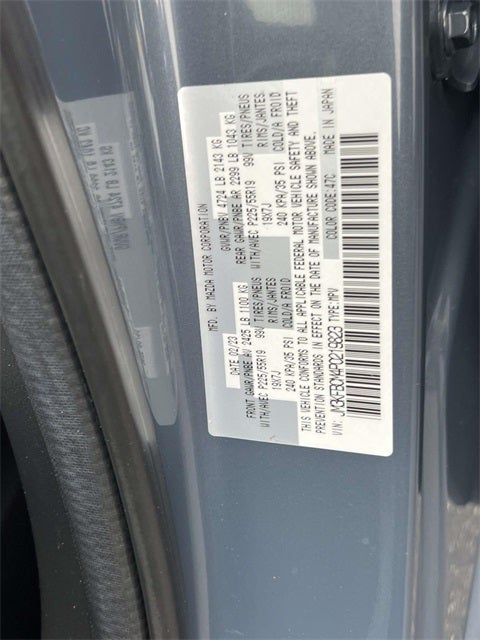 MFD. BY MAZDA MOTOR CORPORATION
DATE 02/23 GVWR/PNBV 4724 LB 2143 KG
FRONT GAWR/PNBE AV 2425 LB 1100 KG REAR GAWR/PNBE AR 2299 LB 1043 KG
WITH/AVEC P225/55R19 99V TIRES/PNEUS WITH/AVEC P225/55R19 99V TIRES/PNEUS
19X7J RIMS/JANTES 19X7J RIMS/JANTES
240 KPA/35 PSI COLD/A FROID 240 KPA/35 PSI COLD/A FROID
THIS VEHICLE CONFORMS TO ALL APPLICABLE FEDERAL MOTOR VEHICLE SAFETY AND THEFT
PREVENTION STANDARDS IN EFFECT ON THE DATE OF MANUFACTURE SHOWN ABOVE.
VIN: JM3KFBCM4P0219823 TYPE:MPV COLOR CODE:47C MADE IN JAPAN